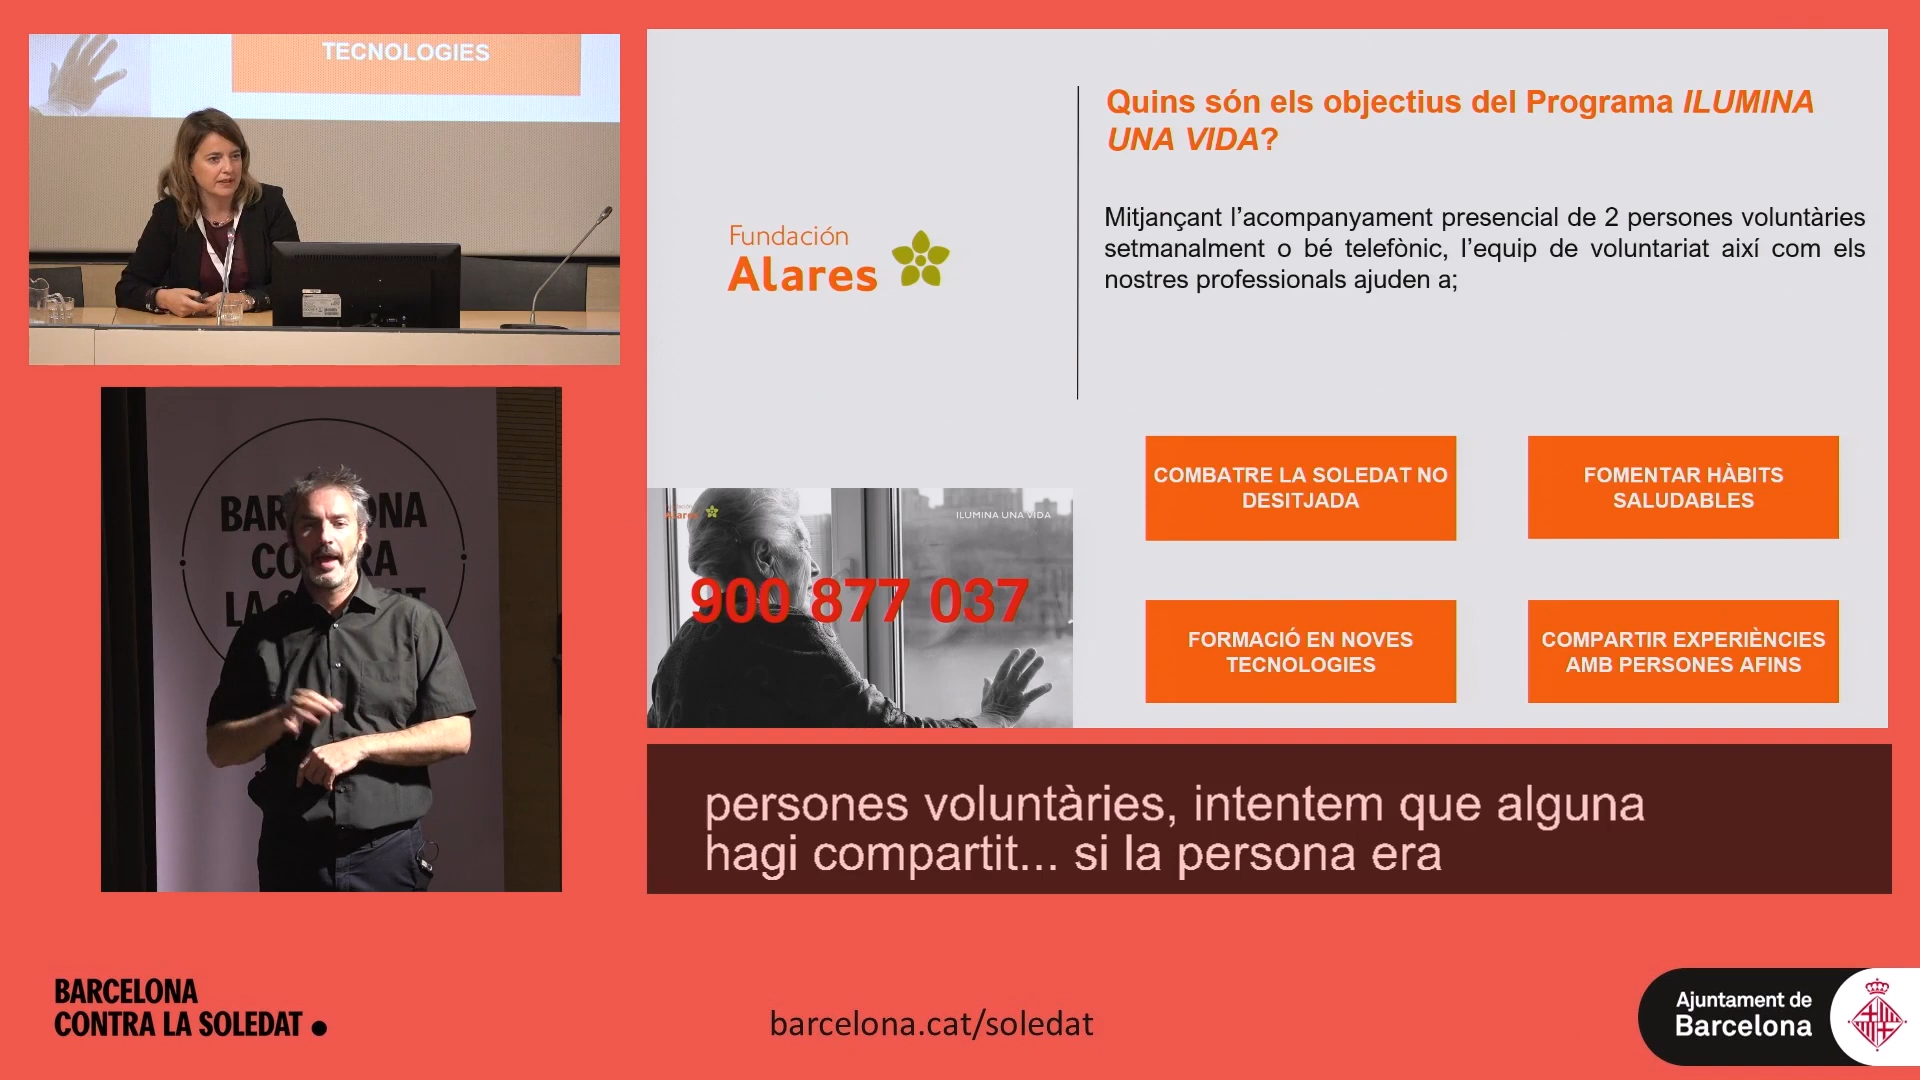 TECNOLOGIES
Quins són els objectius del Programa ILUMINA
UNA VIDA?
Mitjançant l’acompanyament presencial de 2 persones voluntàries
setmanalment o bé telefònic, l’equip de voluntariat així com els
nostres professionals ajuden a;
Fundación
Alares
COMBATRE LA SOLEDAT NO
DESITJADA
FOMENTAR HÀBITS
SALUDABLES
FORMACIÓ EN NOVES
TECNOLOGIES
COMPARTIR EXPERIÈNCIES
AMB PERSONES AFINS
Alares
ILUMINA UNA VIDA
900 877 037
persones voluntàries, intentem que alguna
hagi compartit... si la persona era
BARCELONA
CONTRA LA SOLEDAT
barcelona.cat/soledat
Ajuntament de
Barcelona